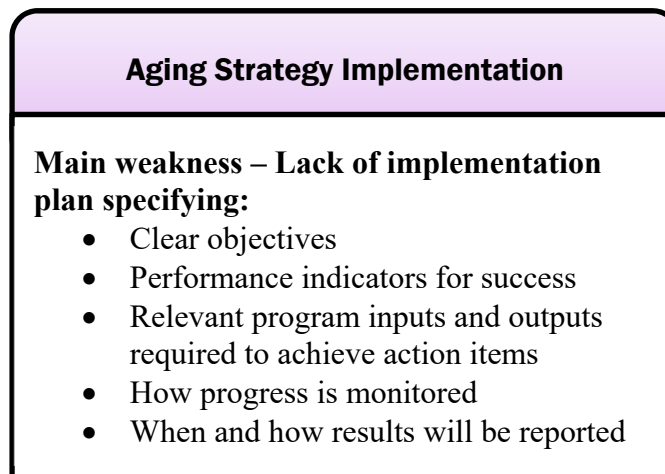 Aging Strategy Implementation
Main weakness – Lack of implementation
plan specifying:
• Clear objectives
• Performance indicators for success
• Relevant program inputs and outputs
required to achieve action items
• How progress is monitored
• When and how results will be reported